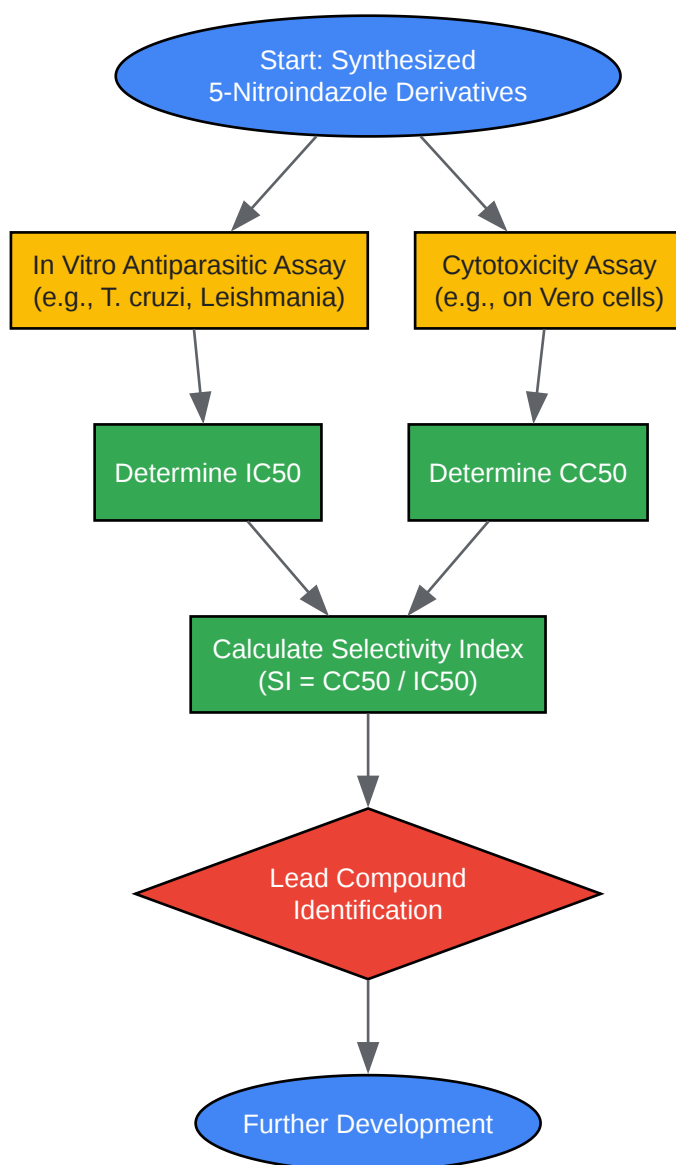 Start: Synthesized
5-Nitroindazole Derivatives
In Vitro Antiparasitic Assay
(e.g., T. cruzi, Leishmania)
Cytotoxicity Assay
(e.g., on Vero cells)
Determine IC50
Determine CC50
Calculate Selectivity Index
(SI = CC50 / IC50)
Lead Compound
Identification
Further Development